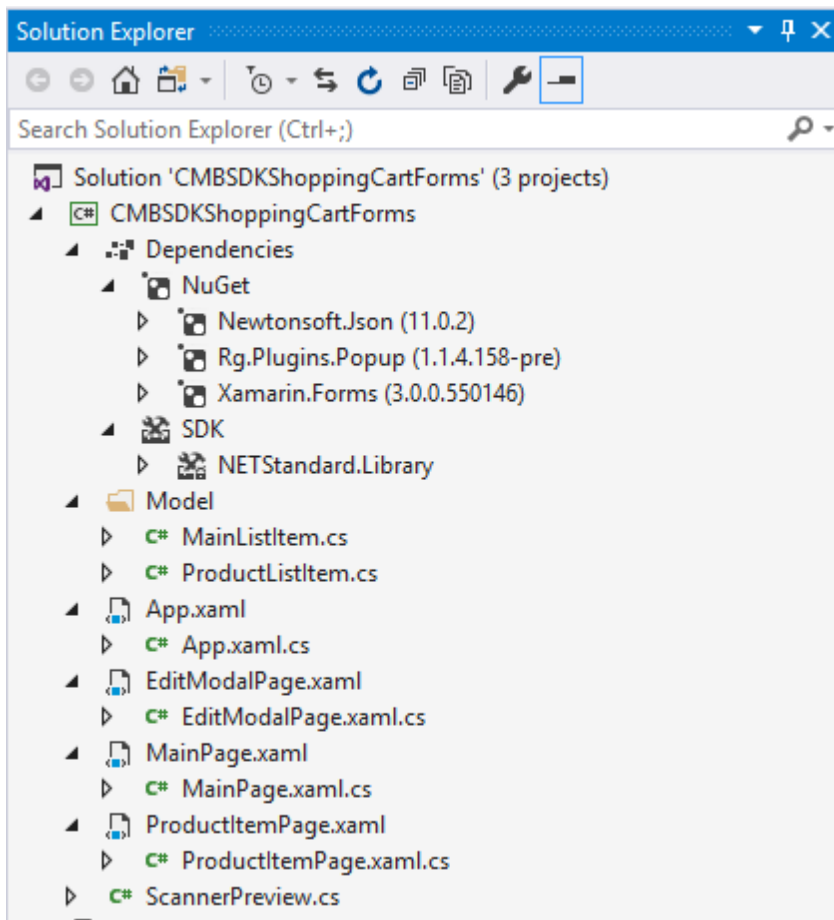 Solution Explorer
Search Solution Explorer (Ctrl+;)
Solution 'CMBSDKShoppingCartForms' (3 projects)
C# CMBSDKShoppingCartForms
Dependencies
NuGet
Newtonsoft.Json (11.0.2)
Rg.Plugins.Popup (1.1.4.158-pre)
Xamarin.Forms (3.0.0.550146)
SDK
NETStandard.Library
Model
C# MainListItem.cs
C# ProductListItem.cs
App.xaml
C# App.xaml.cs
EditModalPage.xaml
C# EditModalPage.xaml.cs
MainPage.xaml
C# MainPage.xaml.cs
ProductItemPage.xaml
C# ProductItemPage.xaml.cs
C# ScannerPreview.cs